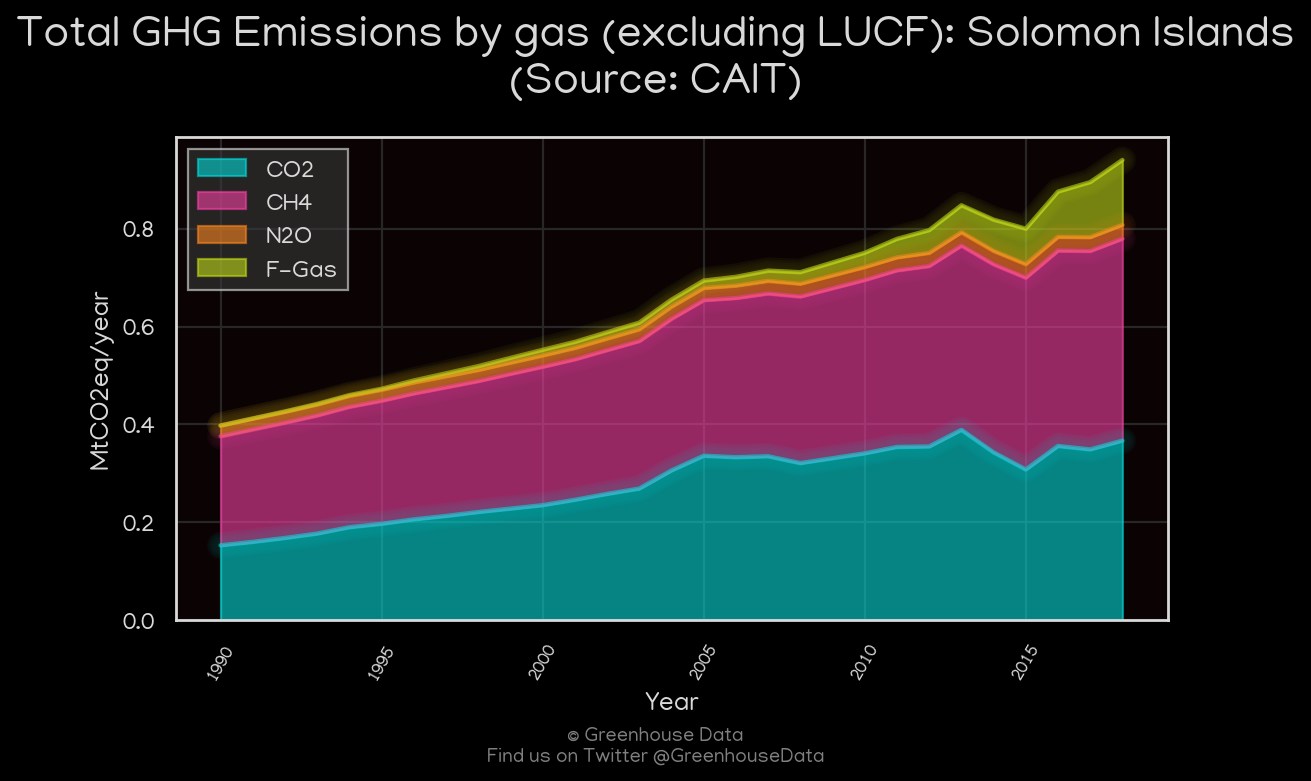 Total GHG Emissions by gas (excluding LUCF): Solomon Islands
(Source: CAIT)
CO2
CH4
N2O
F-Gas
MtCO2eq/year
0.8
0.6
0.4
0.2
0.0
1990
1995
2000
2005
2010
2015
Year
© Greenhouse Data
Find us on Twitter @GreenhouseData